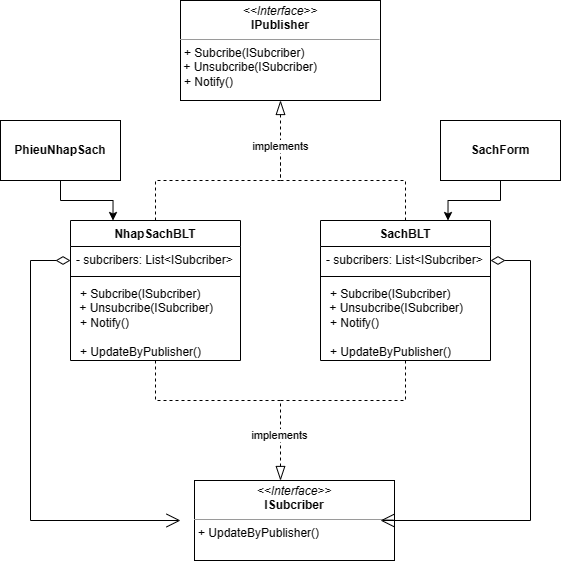 <<Interface>>
IPublisher
+ Subcribe(ISubcriber)
+ Unsubcribe(ISubcriber)
+ Notify()
PhieuNhapSach
SachForm
implements
NhapSachBLT
- subcribers: List<ISubcriber>
+ Subcribe(ISubcriber)
+ Unsubcribe(ISubcriber)
+ Notify()
+ UpdateByPublisher()
SachBLT
- subcribers: List<ISubcriber>
+ Subcribe(ISubcriber)
+ Unsubcribe(ISubcriber)
+ Notify()
+ UpdateByPublisher()
implements
<<Interface>>
ISubcriber
+ UpdateByPublisher()